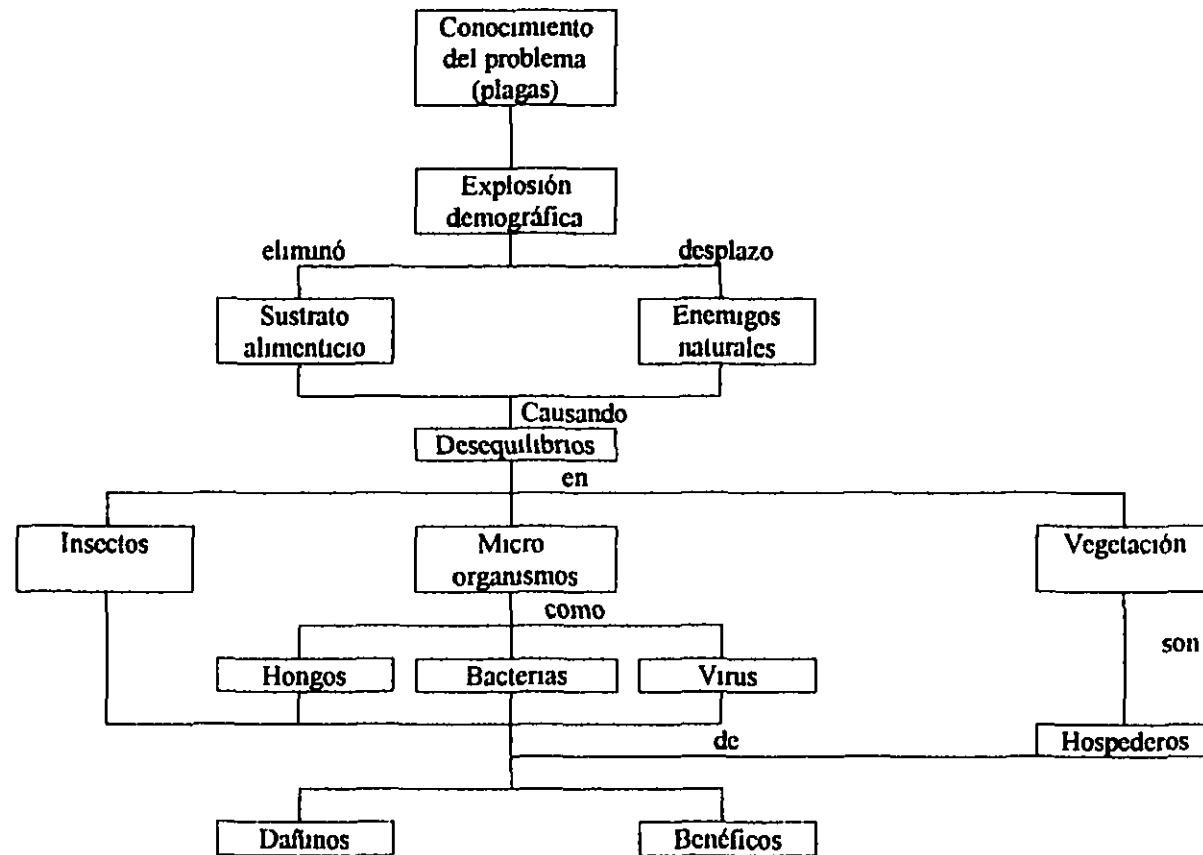 Conocimiento
del problema
(plagas)
Explosión
demográfica
eliminó
desplazo
Sustrato
alimenticio
Enemigos
naturales
Causando
Desequilibrios
en
Insectos
Micro
organismos
Vegetación
como
son
Hongos
Bacterias
Virus
de
Hospederos
Dañinos
Benéficos